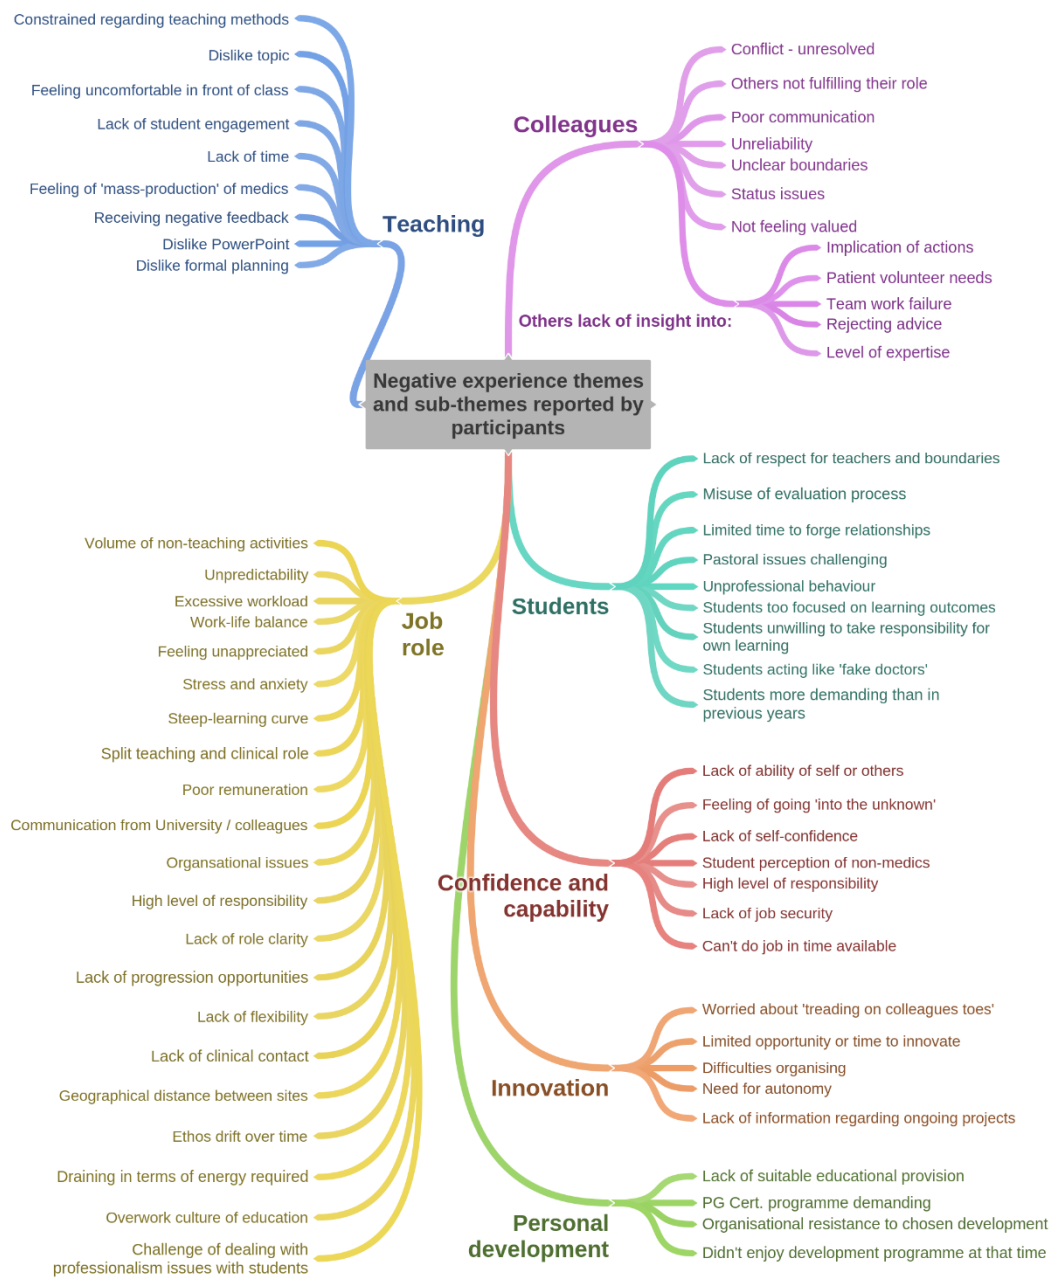 Negative experience themes
and sub-themes reported by
participants
Teaching
Constrained regarding teaching methods
Dislike topic
Feeling uncomfortable in front of class
Lack of student engagement
Lack of time
Feeling of 'mass-production' of medics
Receiving negative feedback
Dislike PowerPoint
Dislike formal planning
Colleagues
Conflict - unresolved
Others not fulfilling their role
Poor communication
Unreliability
Unclear boundaries
Status issues
Not feeling valued
Others lack of insight into:
Implication of actions
Patient volunteer needs
Team work failure
Rejecting advice
Level of expertise
Students
Lack of respect for teachers and boundaries
Misuse of evaluation process
Limited time to forge relationships
Pastoral issues challenging
Unprofessional behaviour
Students too focused on learning outcomes
Students unwilling to take responsibility for
own learning
Students acting like 'fake doctors'
Students more demanding than in
previous years
Job
role
Volume of non-teaching activities
Unpredictability
Excessive workload
Work-life balance
Feeling unappreciated
Stress and anxiety
Steep-learning curve
Split teaching and clinical role
Poor remuneration
Communication from University / colleagues
Organsational issues
High level of responsibility
Lack of role clarity
Lack of progression opportunities
Lack of flexibility
Lack of clinical contact
Geographical distance between sites
Ethos drift over time
Draining in terms of energy required
Overwork culture of education
Challenge of dealing with
professionalism issues with students
Confidence and
capability
Lack of ability of self or others
Feeling of going 'into the unknown'
Lack of self-confidence
Student perception of non-medics
High level of responsibility
Lack of job security
Can't do job in time available
Innovation
Worried about 'treading on colleagues toes'
Limited opportunity or time to innovate
Difficulties organising
Need for autonomy
Lack of information regarding ongoing projects
Personal
development
Lack of suitable educational provision
PG Cert. programme demanding
Organisational resistance to chosen development
Didn't enjoy development programme at that time